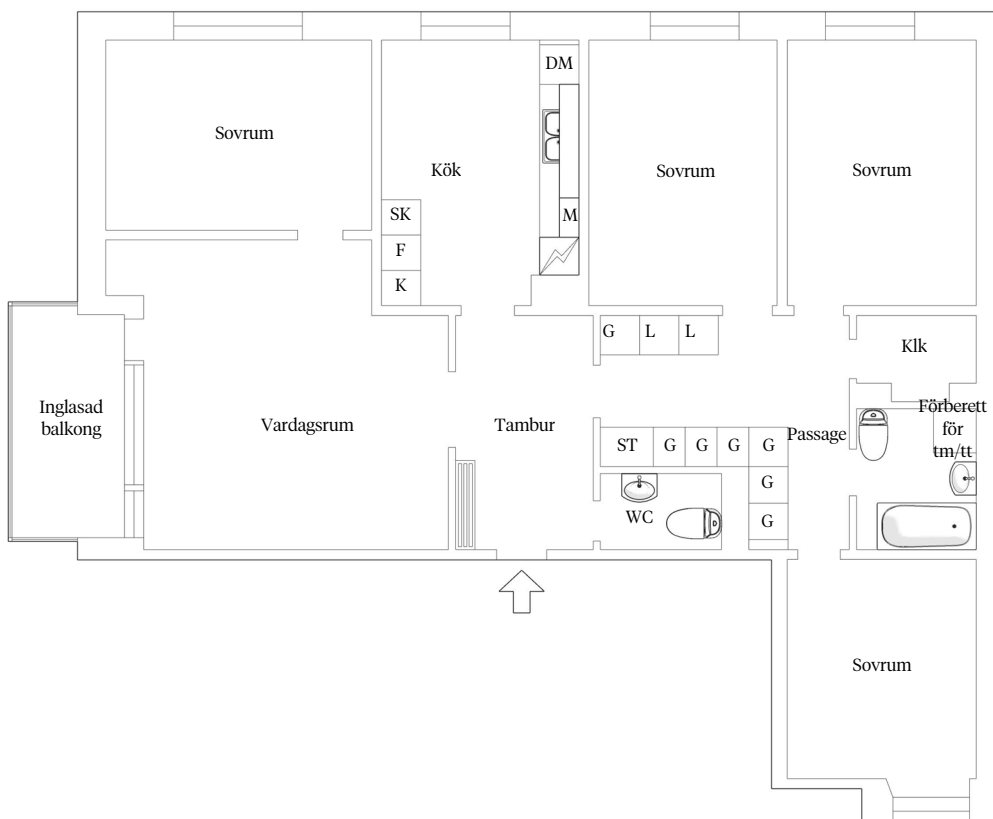 DM
Sovrum
Kök
Sovrum
Sovrum
SK
M
F
K
G L L
Klk
Inglasad
balkong
Vardagsrum
Tambur
Passage
Förberett
för
tm/tt
ST G G G G
G
WC
G
Sovrum